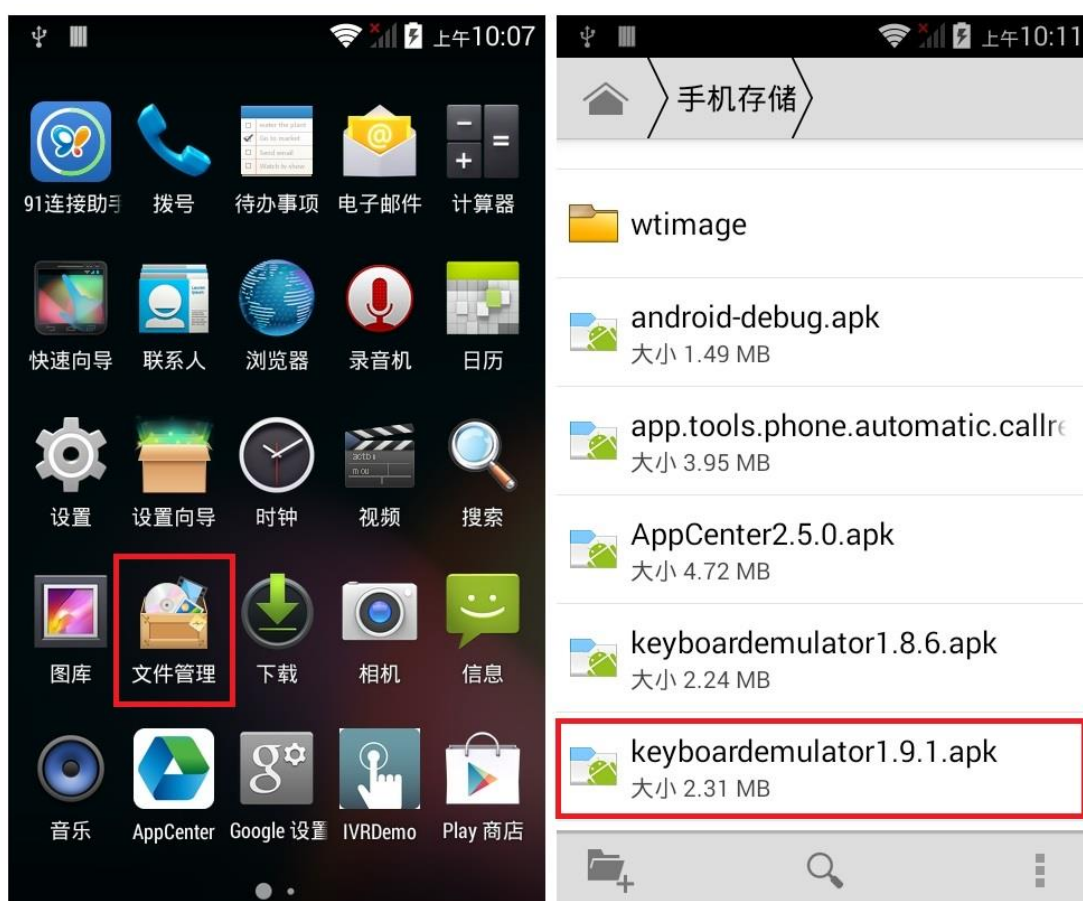 上午10:07
91连接助手
拨号
待办事项
电子邮件
计算器
快速向导
联系人
浏览器
录音机
日历
设置
设置向导
时钟
视频
搜索
图库
文件管理
下载
相机
信息
音乐
AppCenter
Google 设置
IVRDemo
Play 商店
上午10:11
手机存储
wtimage
android-debug.apk
大小 1.49 MB
app.tools.phone.automatic.callre
大小 3.95 MB
AppCenter2.5.0.apk
大小 4.72 MB
keyboardemulator1.8.6.apk
大小 2.24 MB
keyboardemulator1.9.1.apk
大小 2.31 MB